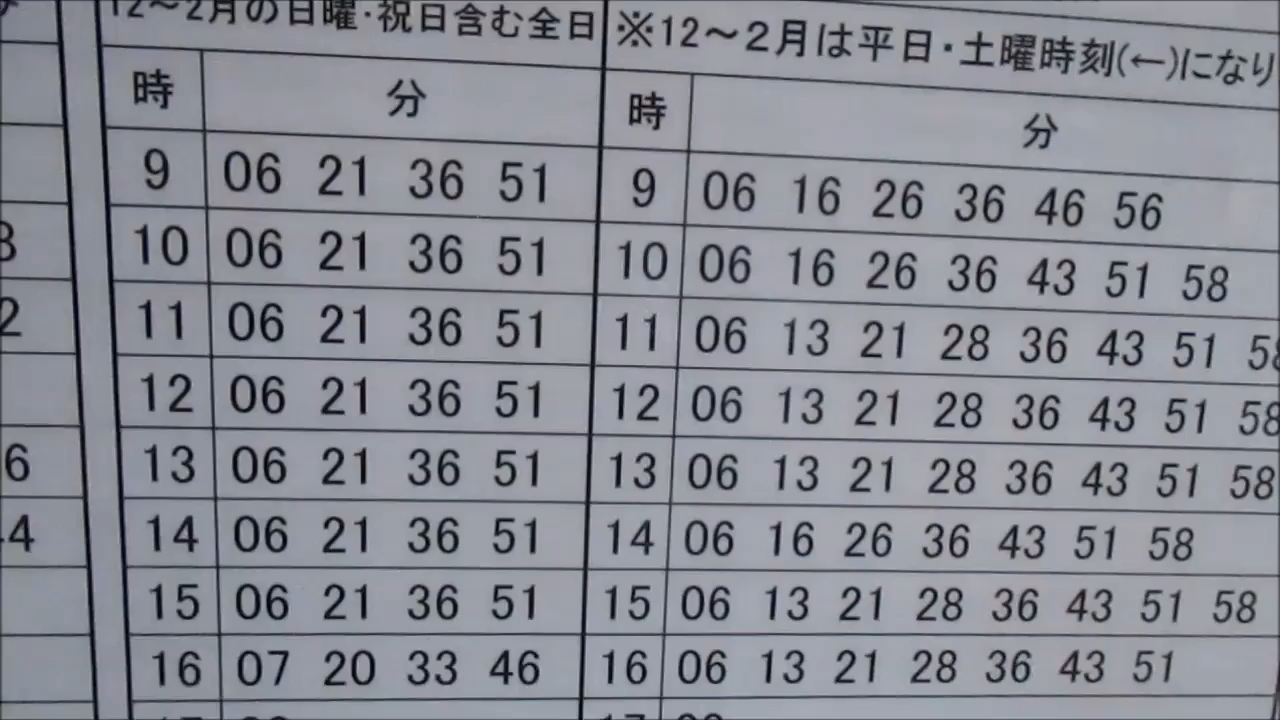 12～2月の日曜・祝日含む全日
時 分
9 06 21 36 51
10 06 21 36 51
11 06 21 36 51
12 06 21 36 51
13 06 21 36 51
14 06 21 36 51
15 06 21 36 51
16 07 20 33 46
※12～2月は平日・土曜時刻(←)になり
時 分
9 06 16 26 36 46 56
10 06 16 26 36 43 51 58
11 06 13 21 28 36 43 51 58
12 06 13 21 28 36 43 51 58
13 06 13 21 28 36 43 51 58
14 06 16 26 36 43 51 58
15 06 13 21 28 36 43 51 58
16 06 13 21 28 36 43 51